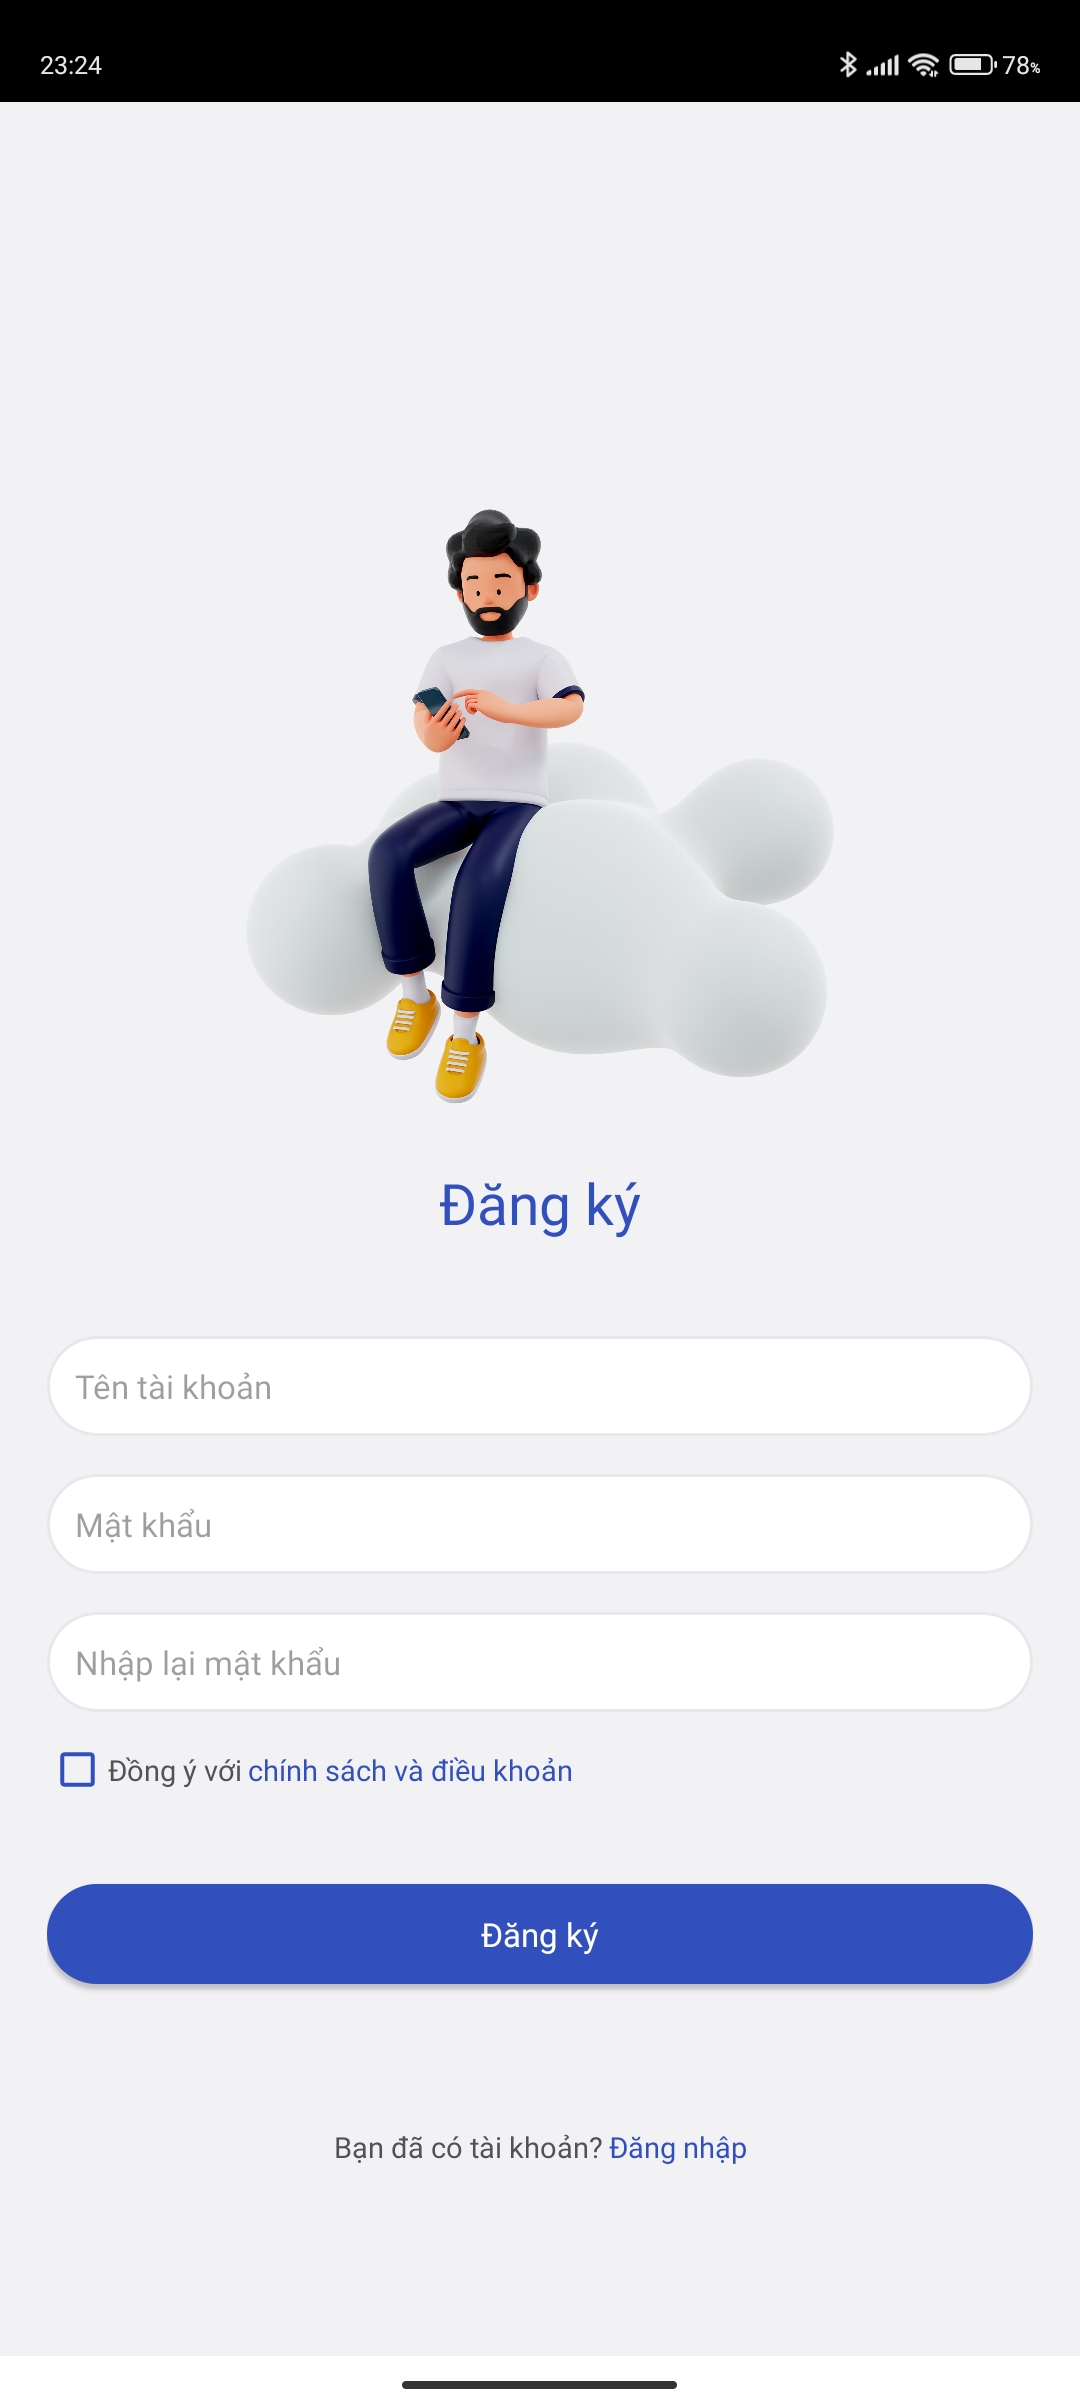 23:24 78%
Đăng ký
Tên tài khoản
Mật khẩu
Nhập lại mật khẩu
Đồng ý với chính sách và điều khoản
Đăng ký
Bạn đã có tài khoản? Đăng nhập